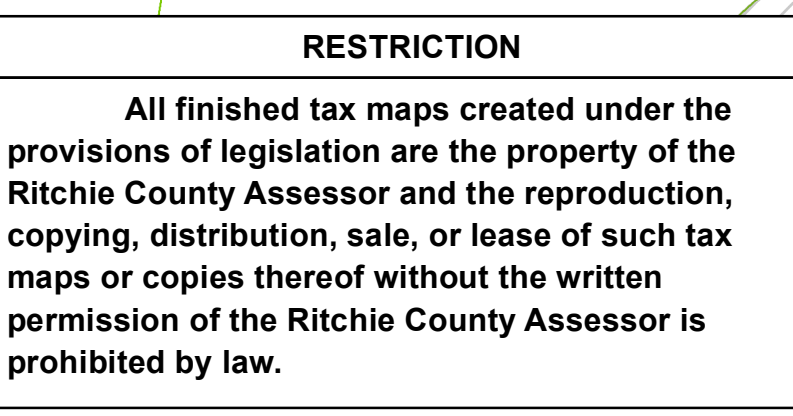 RESTRICTION
All finished tax maps created under the
provisions of legislation are the property of the
Ritchie County Assessor and the reproduction,
copying, distribution, sale, or lease of such tax
maps or copies thereof without the written
permission of the Ritchie County Assessor is
prohibited by law.